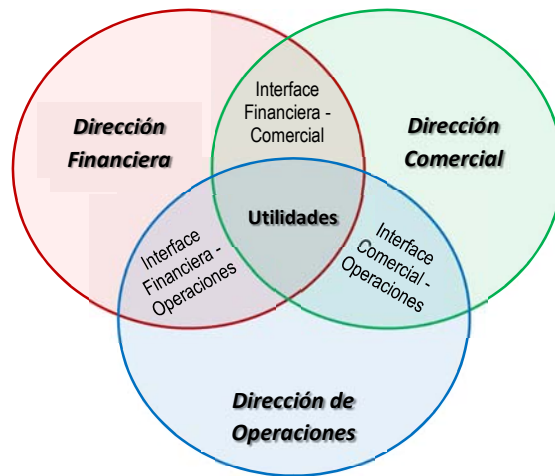 Interface
Financiera -
Comercial
Dirección
Financiera
Dirección
Comercial
Utilidades
Interface
Financiera -
Operaciones
Interface
Comercial -
Operaciones
Dirección de
Operaciones